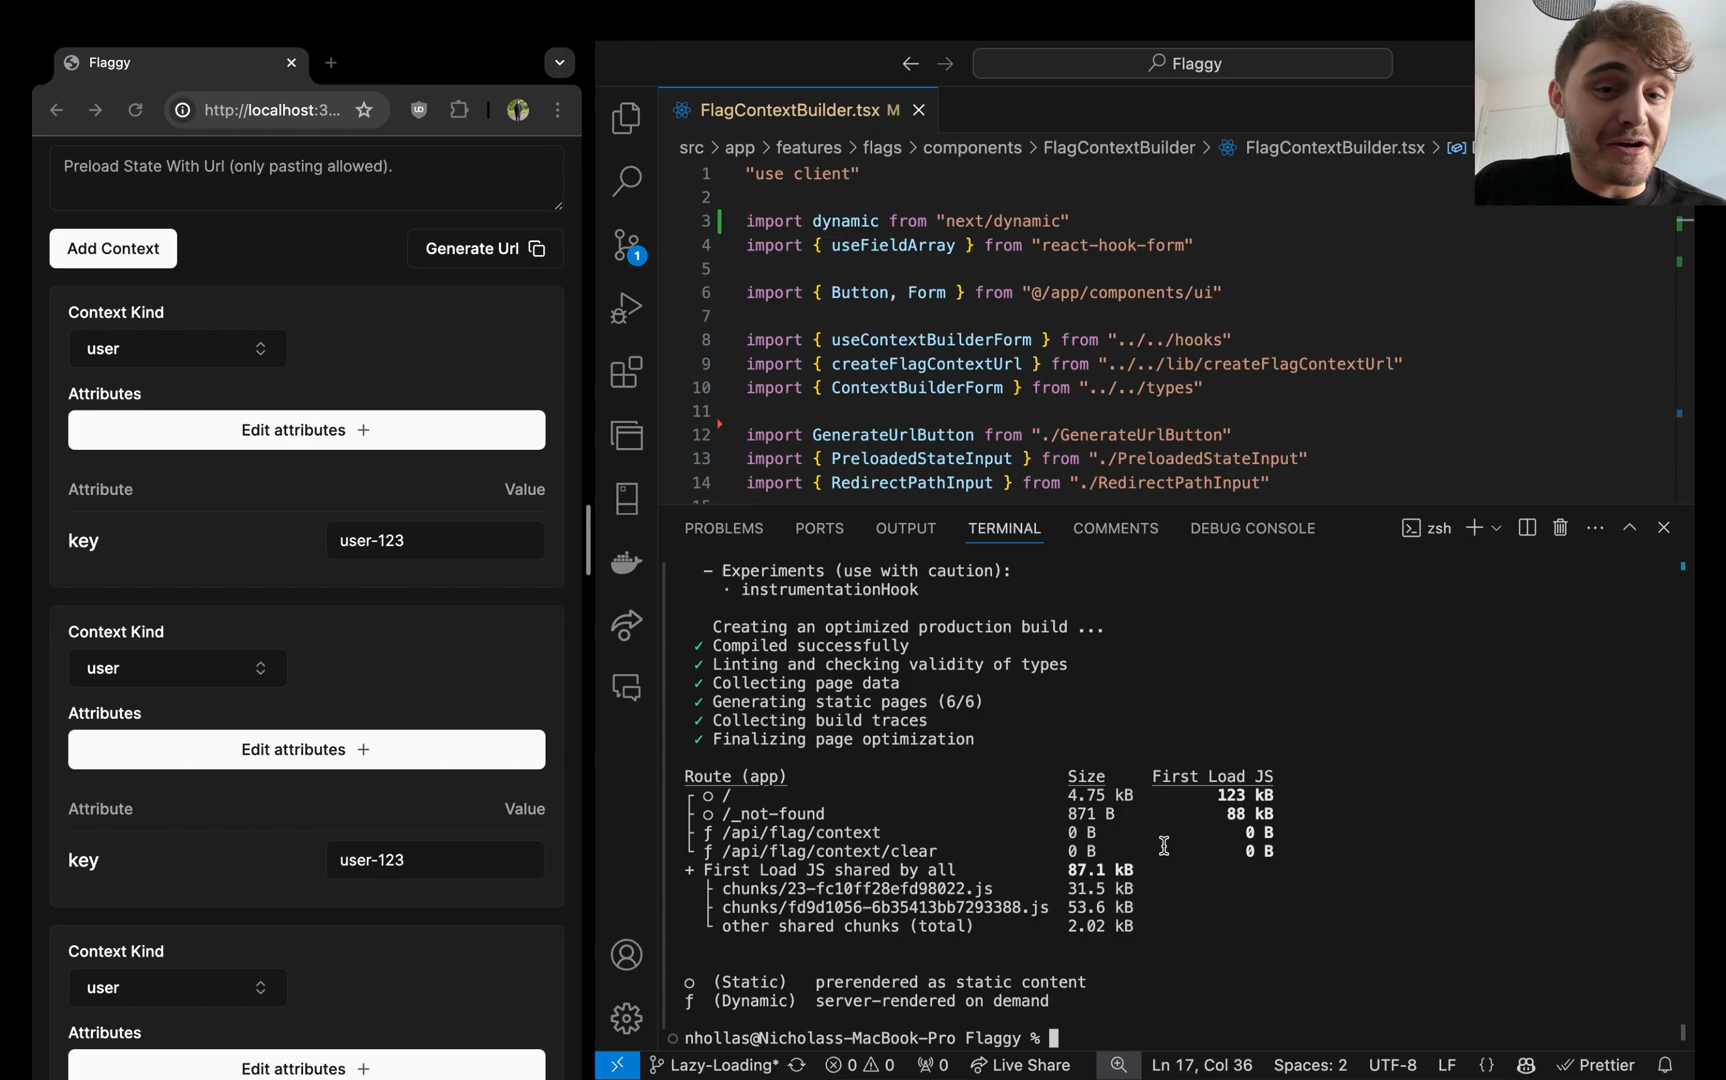 Flaggy
http://localhost:3...
Preload State With Url (only pasting allowed).
Add Context
Generate Url
Context Kind
user
Attributes
Edit attributes +
Attribute Value
key user-123
Context Kind
user
Attributes
Edit attributes +
Attribute Value
key user-123
Context Kind
user
Attributes
Edit attributes +
Flaggy
FlagContextBuilder.tsx M
src > app > features > flags > components > FlagContextBuilder > FlagContextBuilder.tsx >
1 "use client"
2
3 import dynamic from "next/dynamic"
4 import { useFieldArray } from "react-hook-form"
5
6 import { Button, Form } from "@/app/components/ui"
7
8 import { useContextBuilderForm } from "../../hooks"
9 import { createFlagContextUrl } from "../../lib/createFlagContextUrl"
10 import { ContextBuilderForm } from "../../types"
11
12 import GenerateUrlButton from "./GenerateUrlButton"
13 import { PreloadedStateInput } from "./PreloadedStateInput"
14 import { RedirectPathInput } from "./RedirectPathInput"
1
PROBLEMS PORTS OUTPUT TERMINAL COMMENTS DEBUG CONSOLE zsh
- Experiments (use with caution):
· instrumentationHook
Creating an optimized production build ...
✓ Compiled successfully
✓ Linting and checking validity of types
✓ Collecting page data
✓ Generating static pages (6/6)
✓ Collecting build traces
✓ Finalizing page optimization
Route (app) Size First Load JS
┌ ○ / 4.75 kB 123 kB
├ ○ /_not-found 871 B 88 kB
├ ƒ /api/flag/context 0 B 0 B
└ ƒ /api/flag/context/clear 0 B 0 B
+ First Load JS shared by all 87.1 kB
├ chunks/23-fc10ff28efd98022.js 31.5 kB
├ chunks/fd9d1056-6b35413bb7293388.js 53.6 kB
└ other shared chunks (total) 2.02 kB
○ (Static) prerendered as static content
ƒ (Dynamic) server-rendered on demand
nhollas@Nicholass-MacBook-Pro Flaggy %
Lazy-Loading* 0 0 0 Live Share Ln 17, Col 36 Spaces: 2 UTF-8 LF {} Prettier